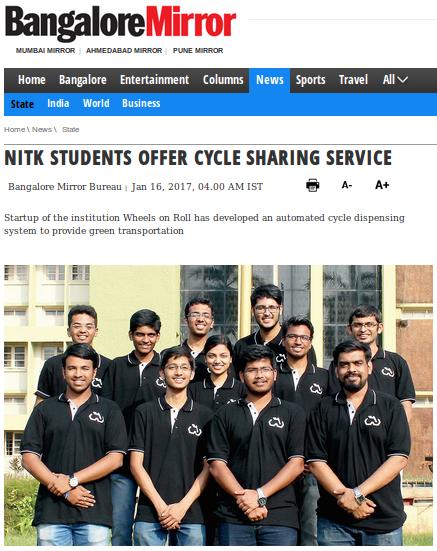 BangaloreMirror
MUMBAI MIRROR | AHMEDABAD MIRROR | PUNE MIRROR
Home Bangalore Entertainment Columns News Sports Travel All
State India World Business
Home \ News \ State
NITK STUDENTS OFFER CYCLE SHARING SERVICE
Bangalore Mirror Bureau | Jan 16, 2017, 04.00 AM IST A- A+
Startup of the institution Wheels on Roll has developed an automated cycle dispensing
system to provide green transportation